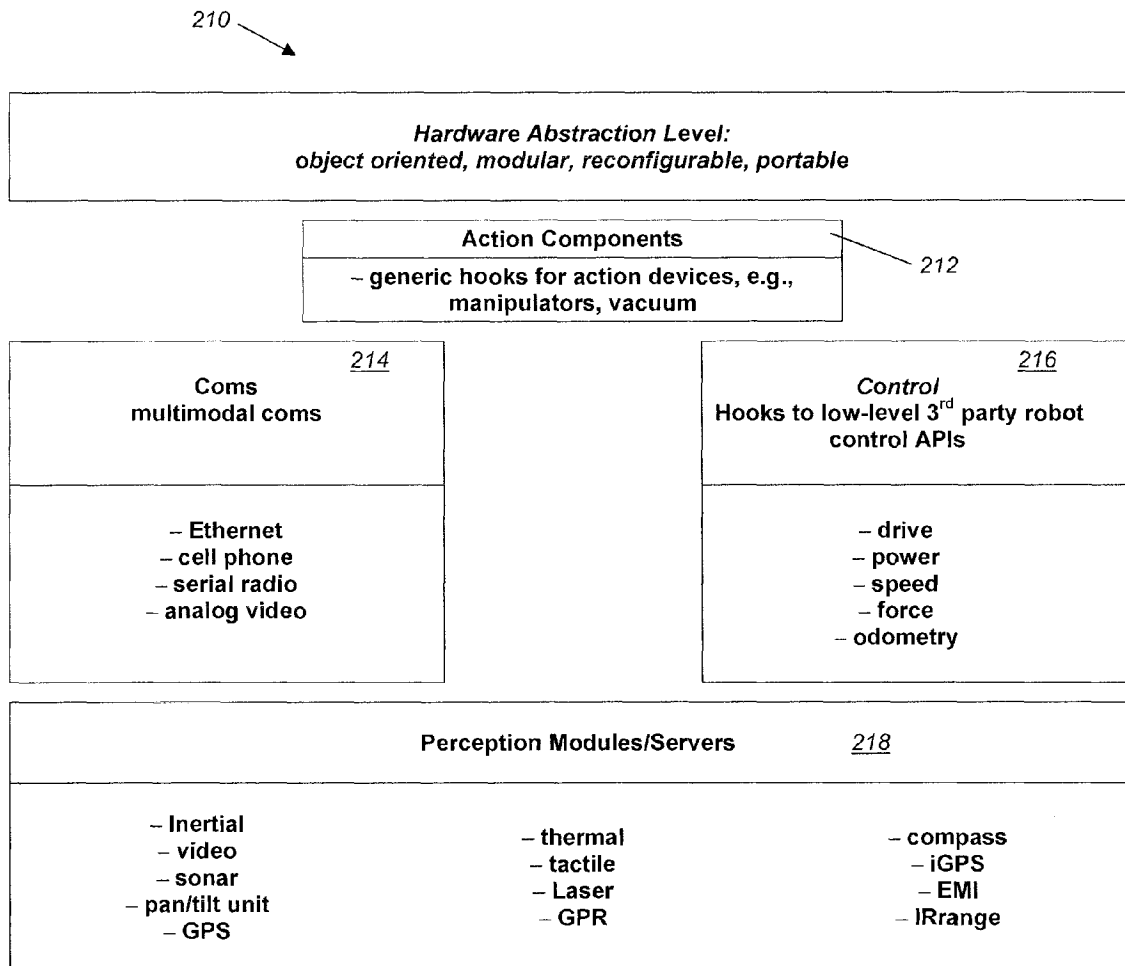 210
Hardware Abstraction Level:
object oriented, modular, reconfigurable, portable
Action Components
212
– generic hooks for action devices, e.g.,
manipulators, vacuum
214
Coms
multimodal coms
– Ethernet
– cell phone
– serial radio
– analog video
216
Control
Hooks to low-level 3rd party robot
control APIs
– drive
– power
– speed
– force
– odometry
Perception Modules/Servers 218
– Inertial
– video
– sonar
– pan/tilt unit
– GPS
– thermal
– tactile
– Laser
– GPR
– compass
– iGPS
– EMI
– IRrange